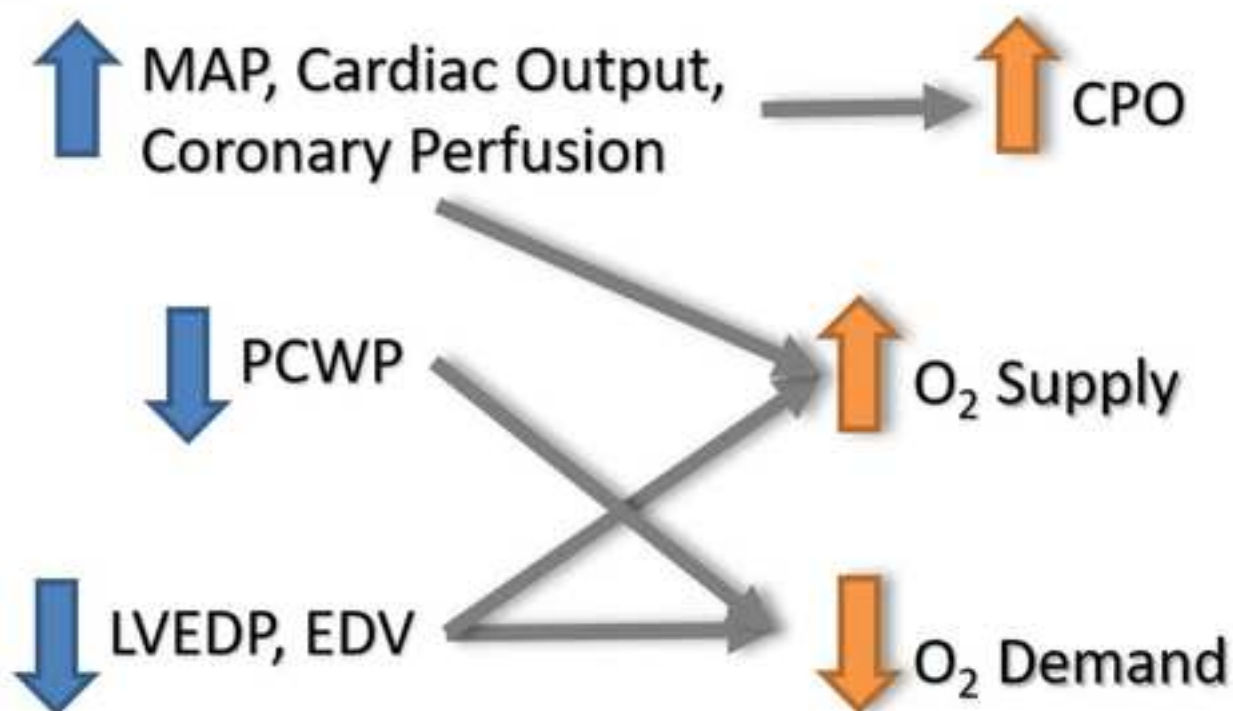 MAP, Cardiac Output,
Coronary Perfusion
CPO
PCWP
O₂ Supply
LVEDP, EDV
O₂ Demand